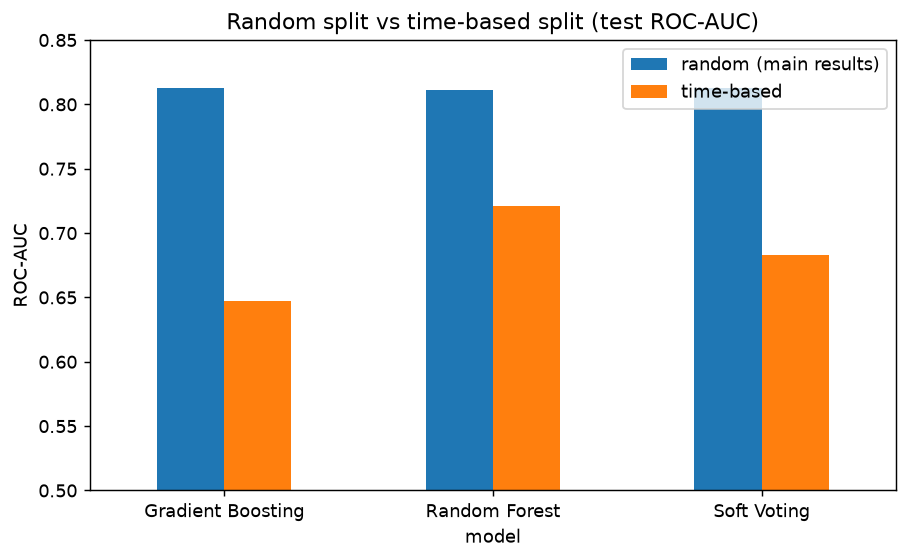 Random split vs time-based split (test ROC-AUC)
random (main results)
time-based
ROC-AUC
0.85
0.80
0.75
0.70
0.65
0.60
0.55
0.50
Gradient Boosting
Random Forest
Soft Voting
model